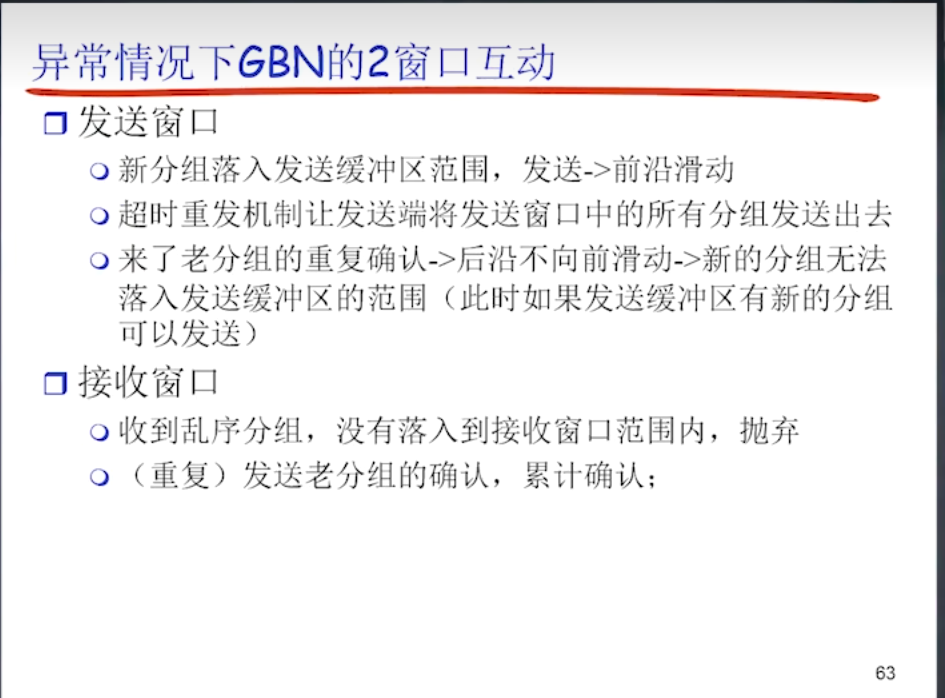 异常情况下GBN的2窗口互动
发送窗口
新分组落入发送缓冲区范围，发送->前沿滑动
超时重发机制让发送端将发送窗口中的所有分组发送出去
来了老分组的重复确认->后沿不向前滑动->新的分组无法
落入发送缓冲区的范围（此时如果发送缓冲区有新的分组
可以发送）
接收窗口
收到乱序分组，没有落入到接收窗口范围内，抛弃
（重复）发送老分组的确认，累计确认；
63